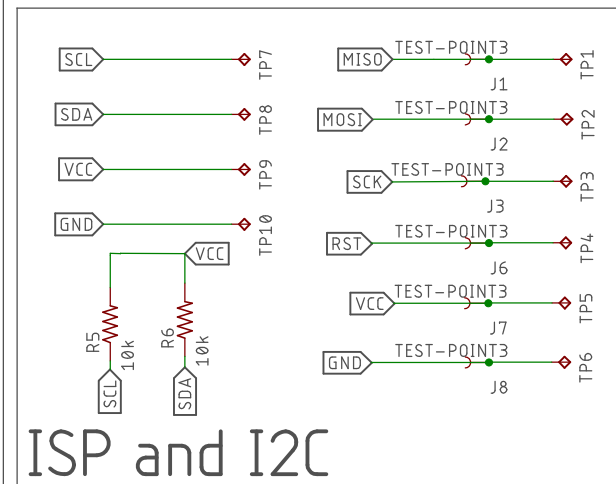 SCL
TP7
SDA
TP8
VCC
TP9
GND
TP10
VCC
R5
10k
R6
10k
SCL
SDA
MISO
TEST-POINT3
J1
TP1
MOSI
TEST-POINT3
J2
TP2
SCK
TEST-POINT3
J3
TP3
RST
TEST-POINT3
J6
TP4
VCC
TEST-POINT3
J7
TP5
GND
TEST-POINT3
J8
TP6
ISP and I2C